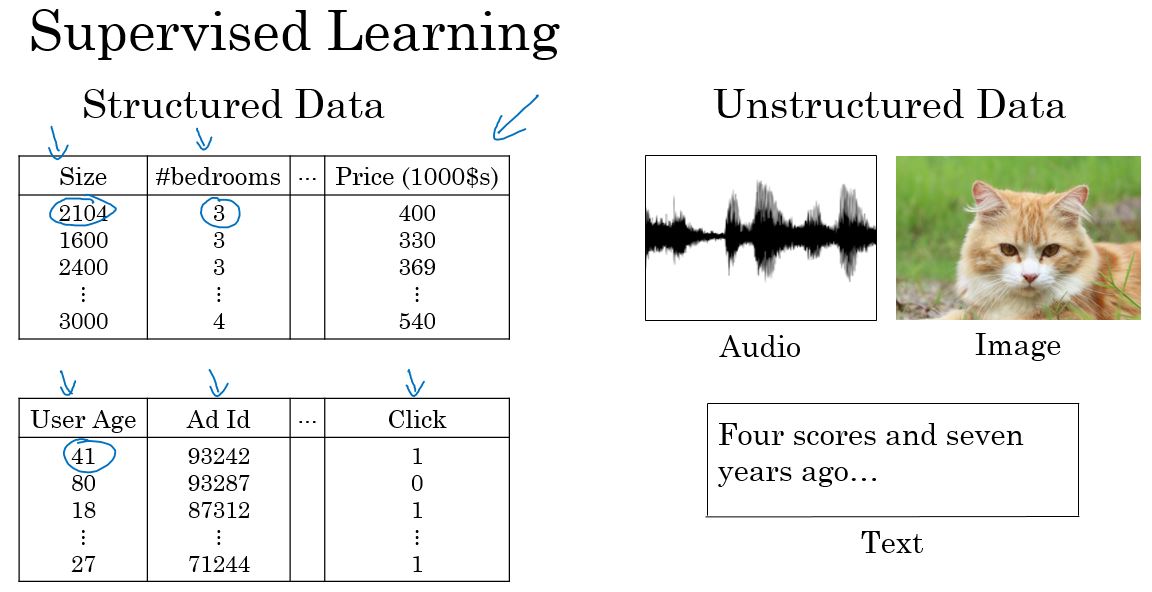 Supervised Learning
Structured Data
Size #bedrooms ... Price (1000$s)
2104 3 400
1600 3 330
2400 3 369
⋮ ⋮ ⋮
3000 4 540
User Age Ad Id ... Click
41 93242 1
80 93287 0
18 87312 1
⋮ ⋮ ⋮
27 71244 1
Unstructured Data
Audio
Image
Four scores and seven
years ago...
Text